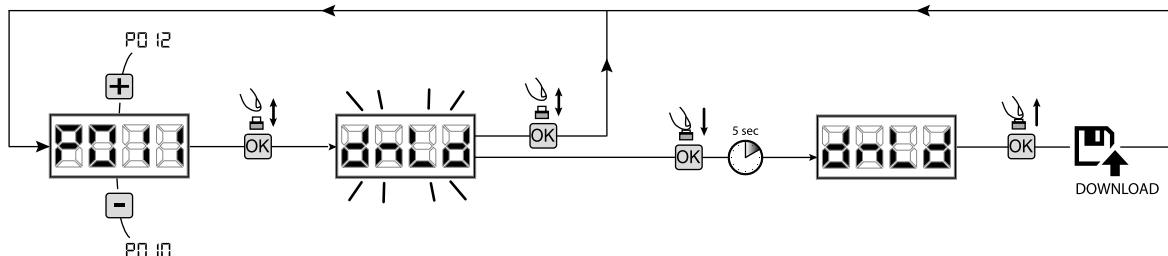 P012
+
P011
OK
dnLd
OK
OK
5 sec
dnLd
OK
DOWNLOAD
-
P010